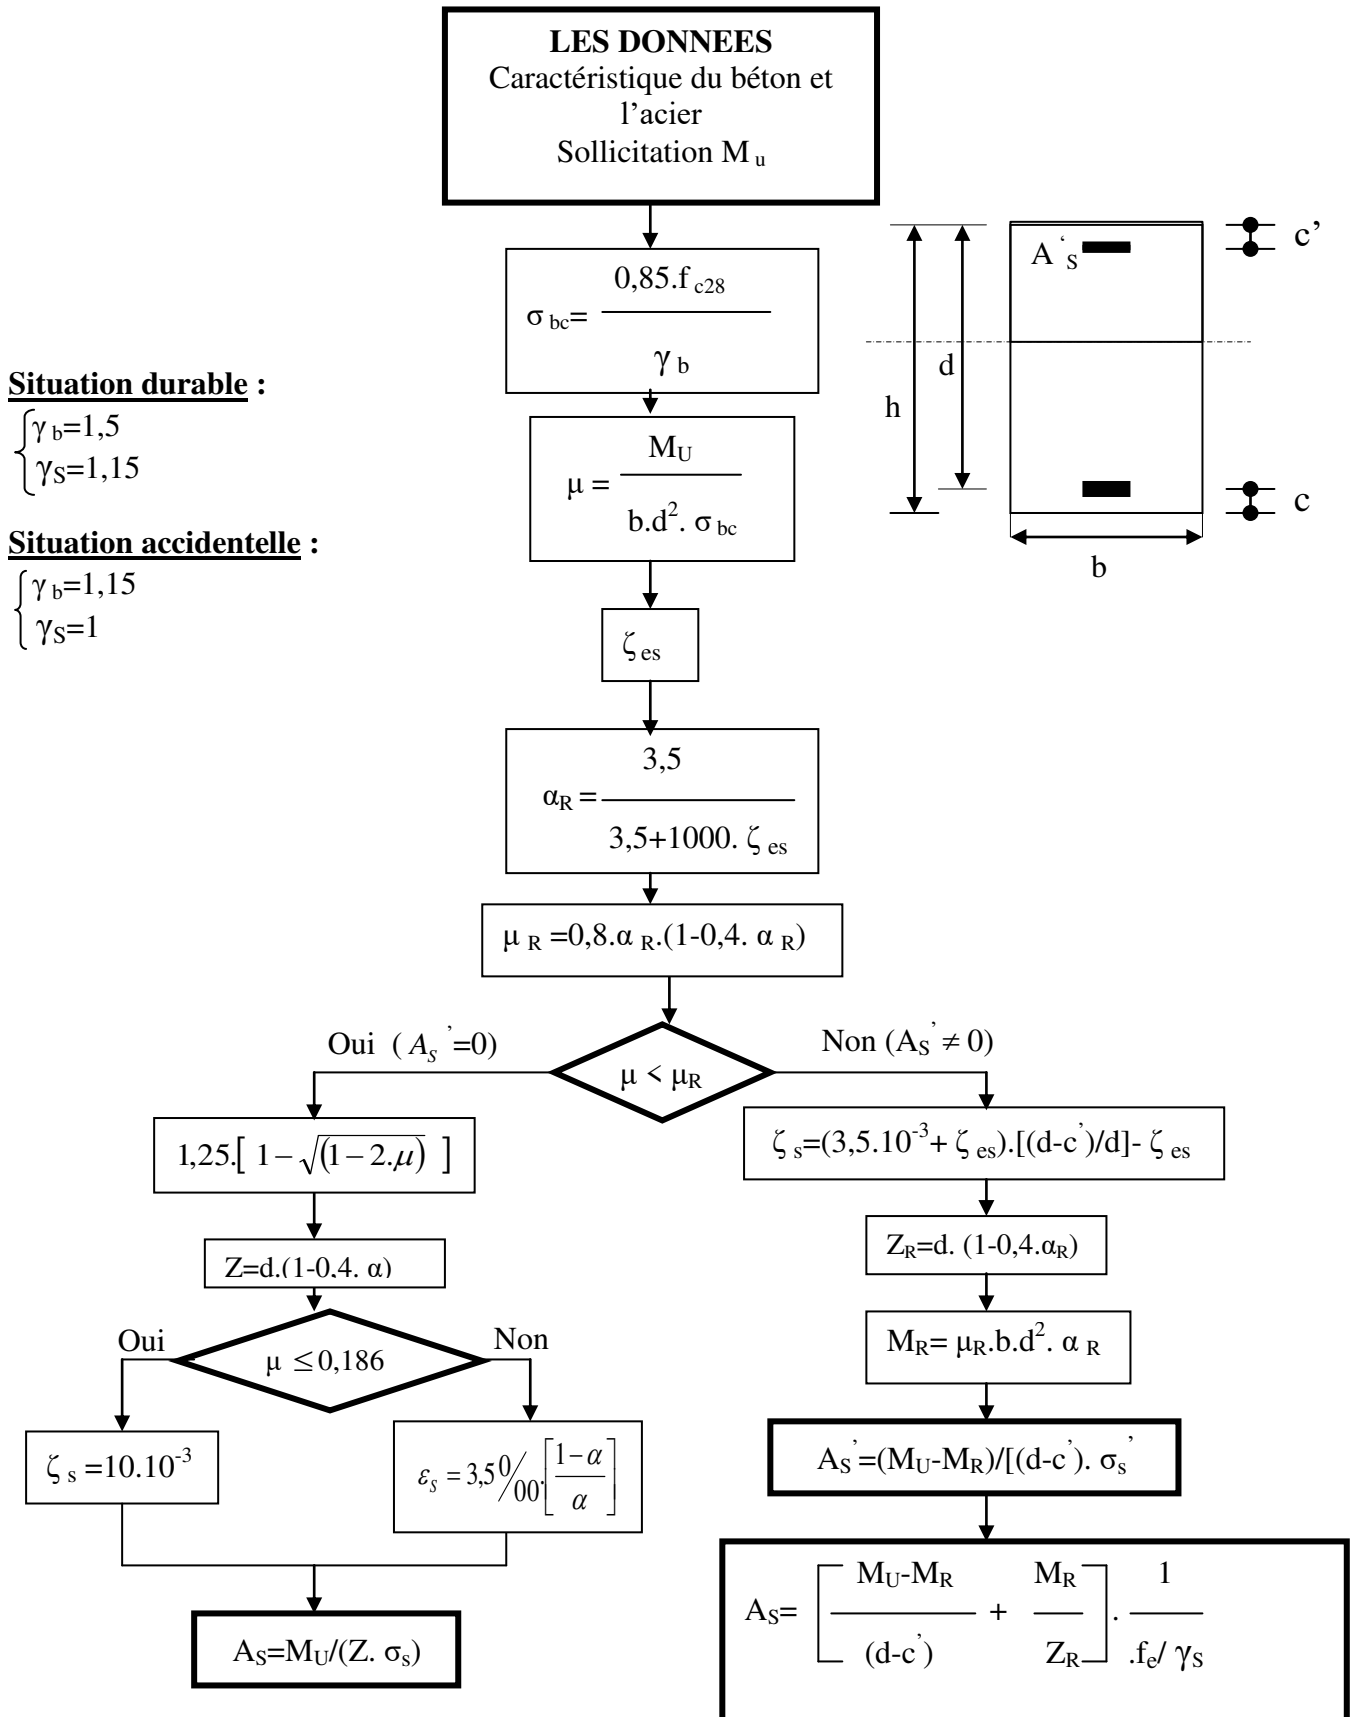 LES DONNEES
Caractéristique du béton et
l'acier
Sollicitation M u
σ bc= 0,85.f c28 / γ b
A's
c'
h
d
c
b
Situation durable :
γ b=1,5
γS=1,15
Situation accidentelle :
γ b=1,15
γS=1
μ = MU / b.d². σ bc
ζ es
αR = 3,5 / 3,5+1000. ζ es
μ R =0,8.α R.(1-0,4. α R)
Oui ( AS'=0)
μ < μR
Non (AS' ≠ 0)
1,25.[ 1−√(1−2.μ) ]
Z=d.(1-0,4. α)
Oui
μ ≤ 0,186
Non
ζ s =10.10⁻³
εS = 3,50/00.[1−α / α]
AS=MU/(Z. σs)
ζ s=(3,5.10⁻³+ ζ es).[(d-c')/d]- ζ es
ZR=d. (1-0,4.αR)
MR= μR.b.d². α R
AS'=(MU-MR)/[(d-c'). σs'
AS= [MU-MR / (d-c') + MR / ZR] . 1 / .fe/ γS